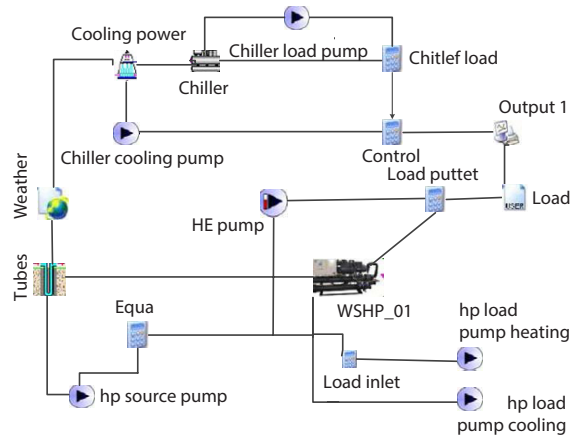 Cooling power
Chiller load pump
Chitlef load
Chiller
Output 1
Chiller cooling pump
Control
Load puttet
Weather
HE pump
Load
USER
Tubes
Equa
WSHP_01
hp load
pump heating
Load inlet
hp source pump
hp load
pump cooling